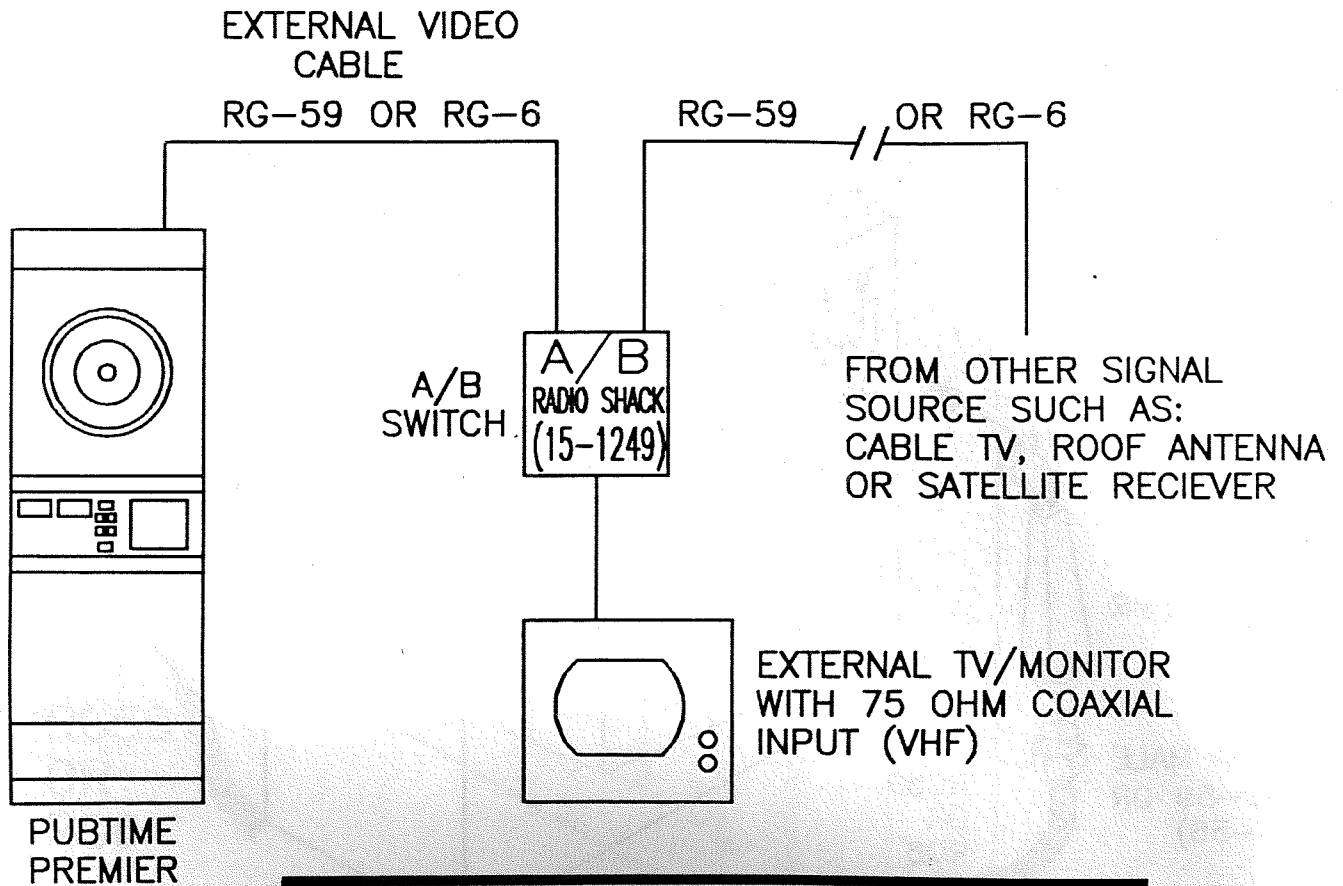 EXTERNAL VIDEO
CABLE
RG-59 OR RG-6
RG-59
OR RG-6
A/B
SWITCH
A/B
RADIO SHACK
(15-1249)
FROM OTHER SIGNAL
SOURCE SUCH AS:
CABLE TV, ROOF ANTENNA
OR SATELLITE RECIEVER
EXTERNAL TV/MONITOR
WITH 75 OHM COAXIAL
INPUT (VHF)
PUBTIME
PREMIER